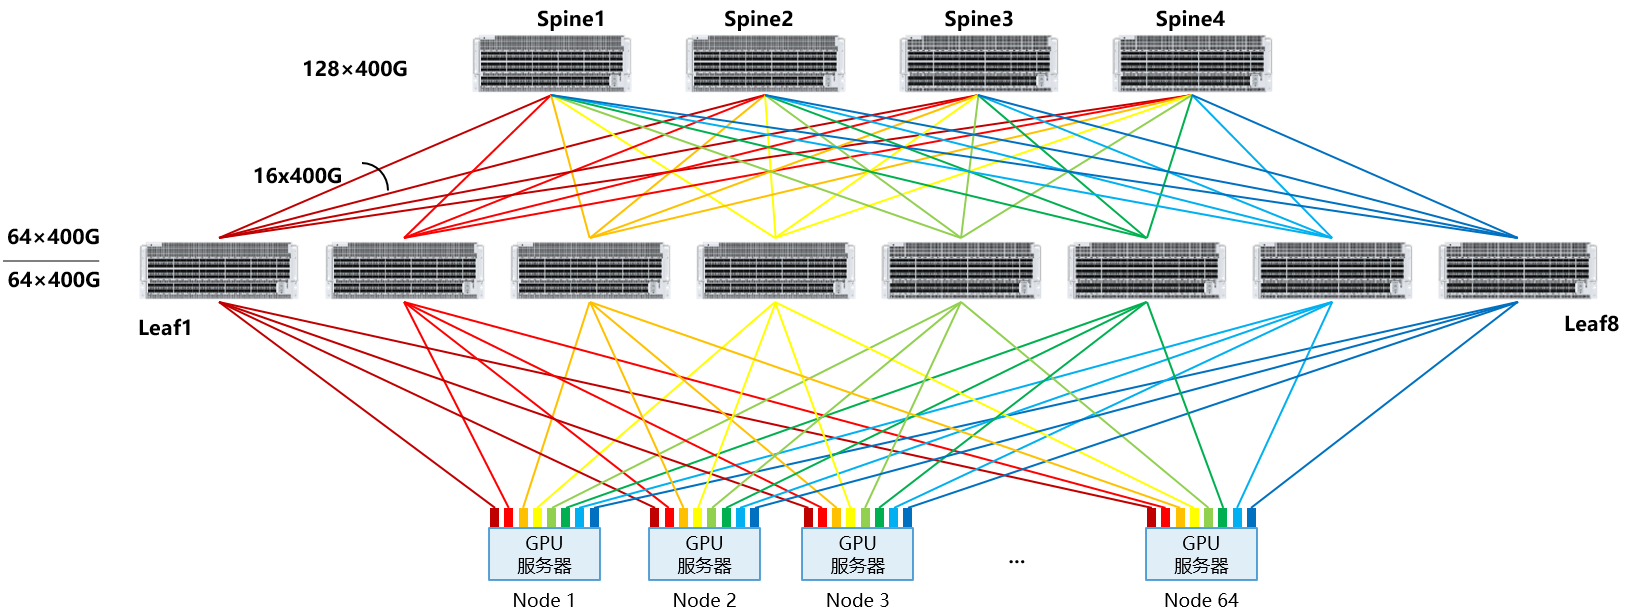 Spine1
Spine2
Spine3
Spine4
128×400G
16x400G
64×400G
64×400G
Leaf1
Leaf8
GPU
服务器
GPU
服务器
GPU
服务器
...
GPU
服务器
Node 1
Node 2
Node 3
Node 64